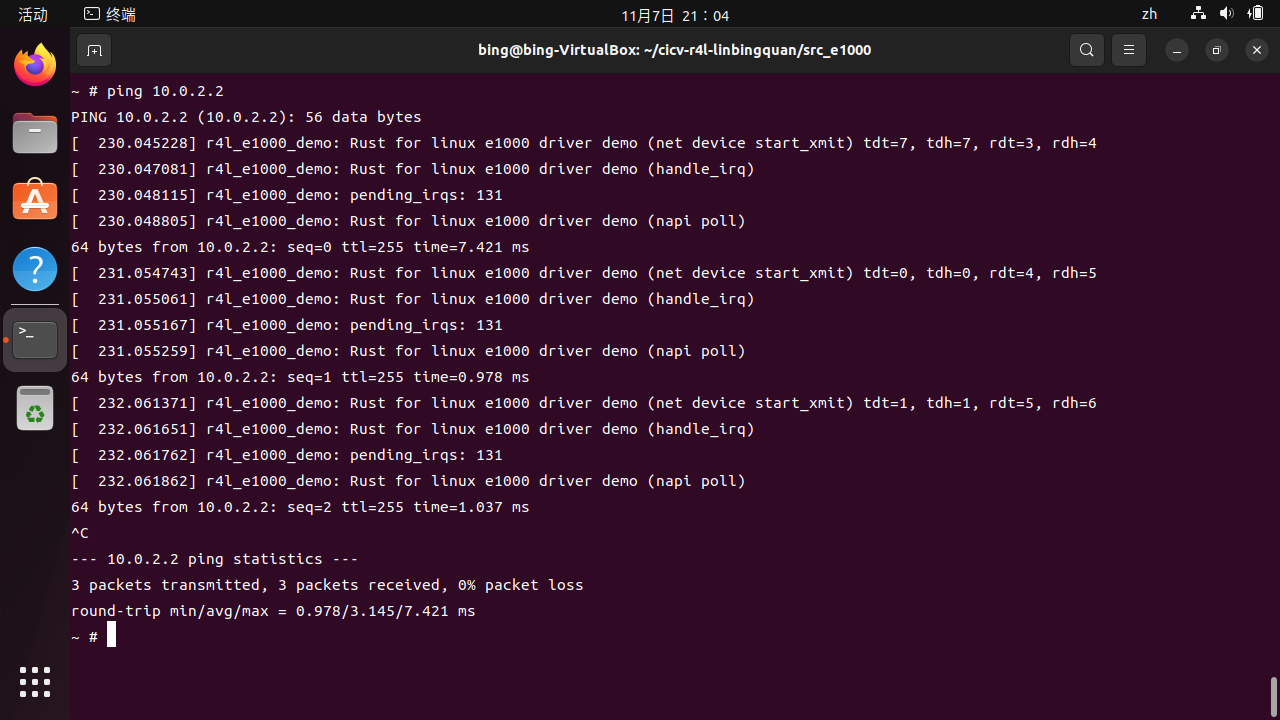 活动
终端
11月7日 21：04
zh
bing@bing-VirtualBox: ~/cicv-r4l-linbingquan/src_e1000
~ # ping 10.0.2.2
PING 10.0.2.2 (10.0.2.2): 56 data bytes
[  230.045228] r4l_e1000_demo: Rust for linux e1000 driver demo (net device start_xmit) tdt=7, tdh=7, rdt=3, rdh=4
[  230.047081] r4l_e1000_demo: Rust for linux e1000 driver demo (handle_irq)
[  230.048115] r4l_e1000_demo: pending_irqs: 131
[  230.048805] r4l_e1000_demo: Rust for linux e1000 driver demo (napi poll)
64 bytes from 10.0.2.2: seq=0 ttl=255 time=7.421 ms
[  231.054743] r4l_e1000_demo: Rust for linux e1000 driver demo (net device start_xmit) tdt=0, tdh=0, rdt=4, rdh=5
[  231.055061] r4l_e1000_demo: Rust for linux e1000 driver demo (handle_irq)
[  231.055167] r4l_e1000_demo: pending_irqs: 131
[  231.055259] r4l_e1000_demo: Rust for linux e1000 driver demo (napi poll)
64 bytes from 10.0.2.2: seq=1 ttl=255 time=0.978 ms
[  232.061371] r4l_e1000_demo: Rust for linux e1000 driver demo (net device start_xmit) tdt=1, tdh=1, rdt=5, rdh=6
[  232.061651] r4l_e1000_demo: Rust for linux e1000 driver demo (handle_irq)
[  232.061762] r4l_e1000_demo: pending_irqs: 131
[  232.061862] r4l_e1000_demo: Rust for linux e1000 driver demo (napi poll)
64 bytes from 10.0.2.2: seq=2 ttl=255 time=1.037 ms
^C
--- 10.0.2.2 ping statistics ---
3 packets transmitted, 3 packets received, 0% packet loss
round-trip min/avg/max = 0.978/3.145/7.421 ms
~ #